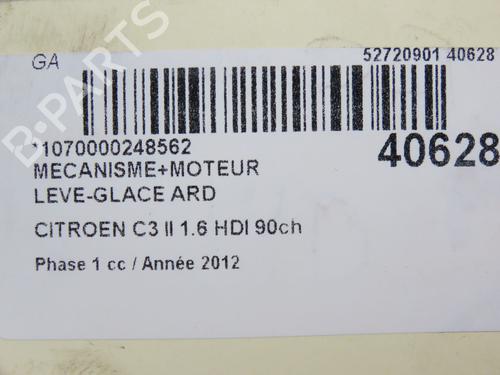 GA
52720901 40628
*11070000248562
40628
MECANISME+MOTEUR
LEVE-GLACE ARD
CITROEN C3 II 1.6 HDI 90ch
Phase 1 cc / Année 2012
B-PARTS